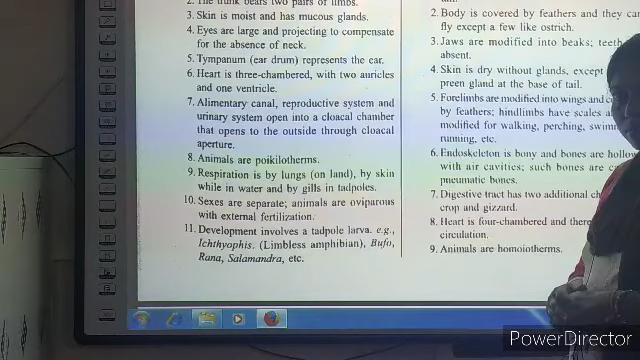 2. The trunk bears two pairs of limbs.
3. Skin is moist and has mucous glands.
4. Eyes are large and projecting to compensate
for the absence of neck.
5. Tympanum (ear drum) represents the ear.
6. Heart is three-chambered, with two auricles
and one ventricle.
7. Alimentary canal, reproductive system and
urinary system open into a cloacal chamber
that opens to the outside through cloacal
aperture.
8. Animals are poikilotherms.
9. Respiration is by lungs (on land), by skin
while in water and by gills in tadpoles.
10. Sexes are separate; animals are oviparous
with external fertilization.
11. Development involves a tadpole larva. e.g.,
Ichthyophis. (Limbless amphibian), Bufo,
Rana, Salamandra, etc.
2. Body is covered by feathers and they can
fly except a few like ostrich.
3. Jaws are modified into beaks; teeth
absent.
4. Skin is dry without glands, except
preen gland at the base of tail.
5. Forelimbs are modified into wings and
by feathers; hindlimbs have scales
modified for walking, perching,
running, etc.
6. Endoskeleton is bony and bones are hollow
with air cavities; such bones are
pneumatic bones.
7. Digestive tract has two additional
crop and gizzard.
8. Heart is four-chambered and
circulation.
9. Animals are homoiotherms.
PowerDirector